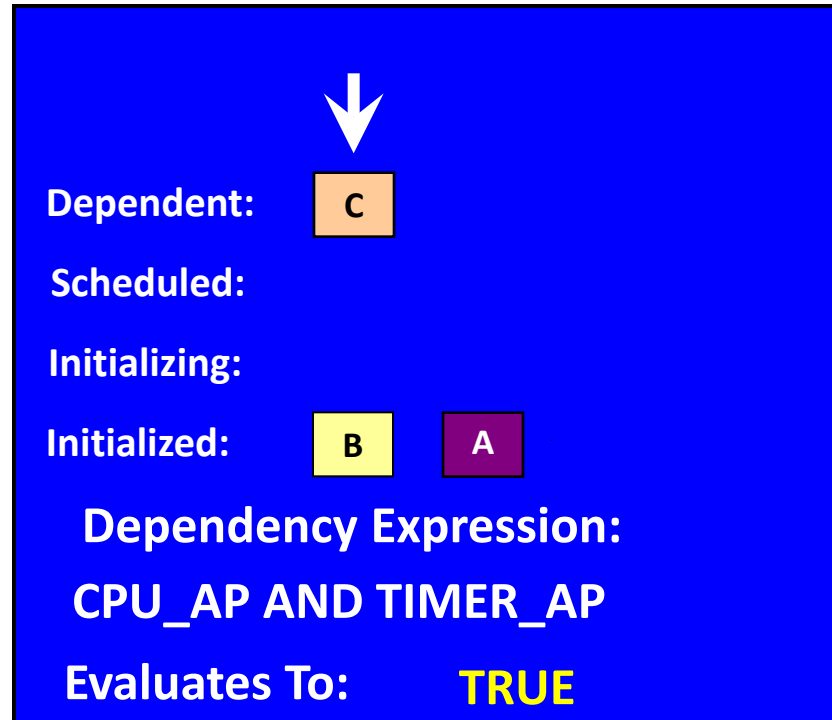 Dependent: C
Scheduled:
Initializing:
Initialized: B A
Dependency Expression:
CPU_AP AND TIMER_AP
Evaluates To: TRUE